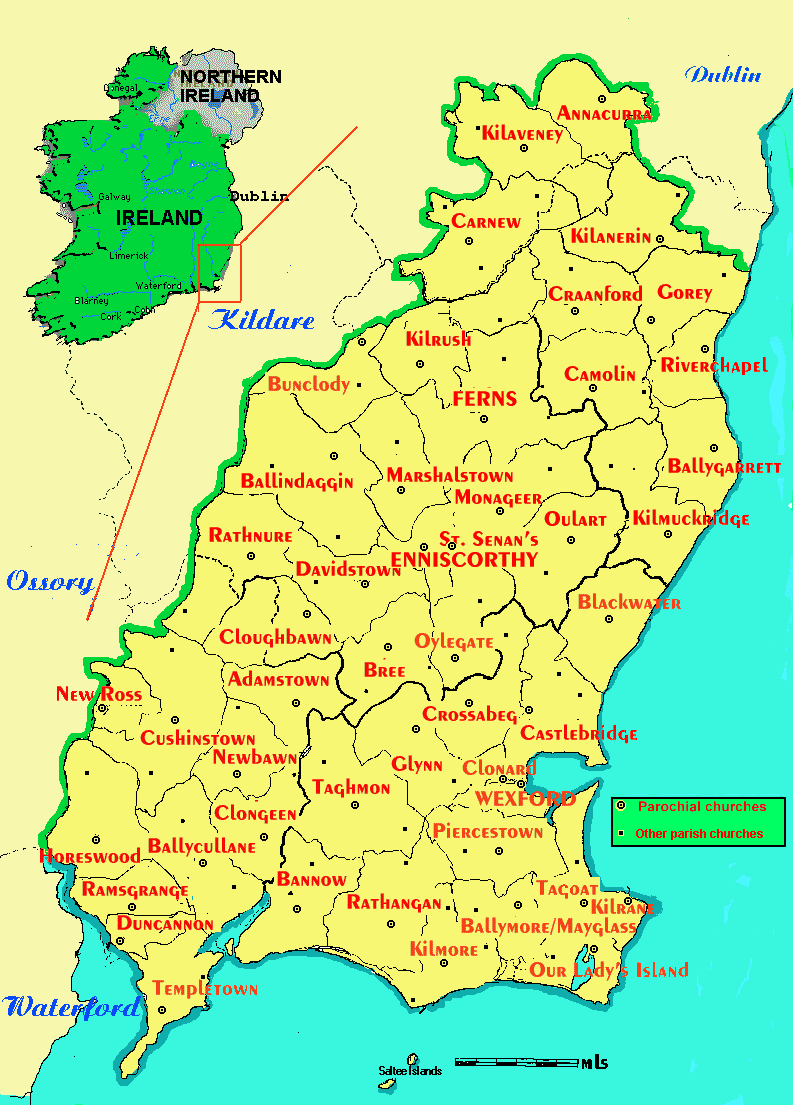 Dublin
NORTHERN
IRELAND
Donegal
Galway
Dublin
IRELAND
Limerick
Waterford
Blarney
Cork
Cobh
Kildare
Ossory
Waterford
Annacurra
Kilaveney
Carnew
Kilanerin
Craanford
Gorey
Kilrush
Riverchapel
Bunclody
Camolin
FERNS
Ballygarrett
Ballindaggin
Marshalstown
Monageer
Oulart
Kilmuckridge
Rathnure
St. Senan's
ENNISCORTHY
Davidstown
Blackwater
Cloughbawn
Oylegate
Bree
Adamstown
New Ross
Crossabeg
Cushinstown
Castlebridge
Newbawn
Glynn
Clonard
Taghmon
WEXFORD
Parochial churches
Other parish churches
Clongeen
Piercestown
Ballycullane
Horeswood
Bannow
Ramsgrange
Tagoat
Rathangan
Kilrane
Duncannon
Ballymore/Mayglass
Kilmore
Our Lady's Island
Templetown
Saltee Islands
mls